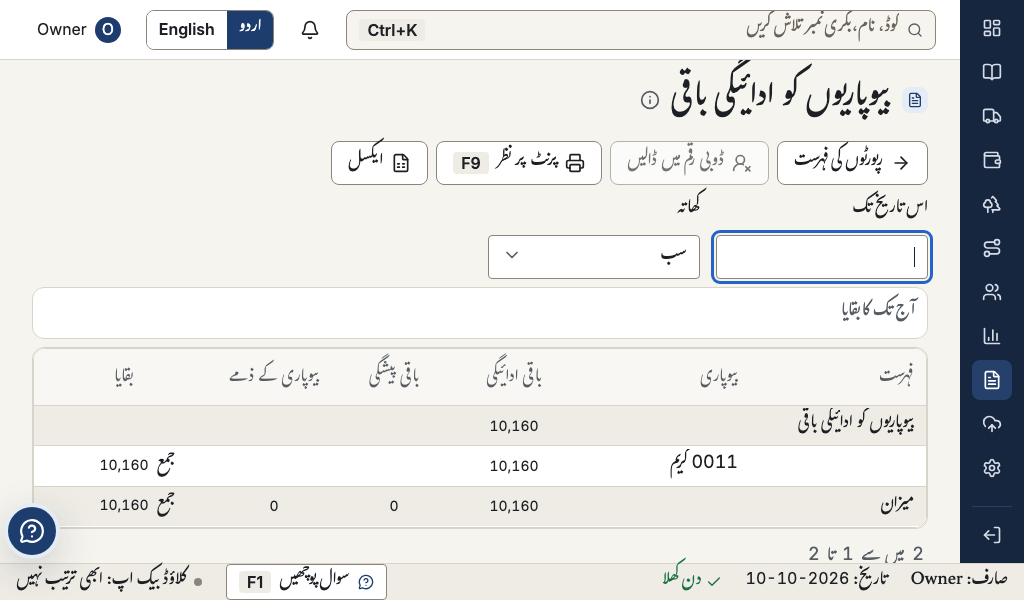 کوڈ، نام، بکری نمبر تلاش کریں Ctrl+K
اردو English
O Owner
بیوپاریوں کو ادائیگی باقی
رپورٹوں کی فہرست
ڈوبی رقم میں ڈالیں
پرنٹ پر نظر F9
ایکسل
اس تاریخ تک کھاتہ
سب
آج تک کا بقایا
فہرست بیوپاری باقی ادائیگی باقی پیشگی بیوپاری کے ذمے بقایا
بیوپاریوں کو ادائیگی باقی 10,160
0011 کریم 10,160 جمع 10,160
میزان 10,160 0 0 جمع 10,160
2 میں سے 1 تا 2
صارف: Owner تاریخ: 10-10-2026 دن کھلا سوال پوچھیں F1 کلاؤڈ بیک اپ: ابھی ترتیب نہیں